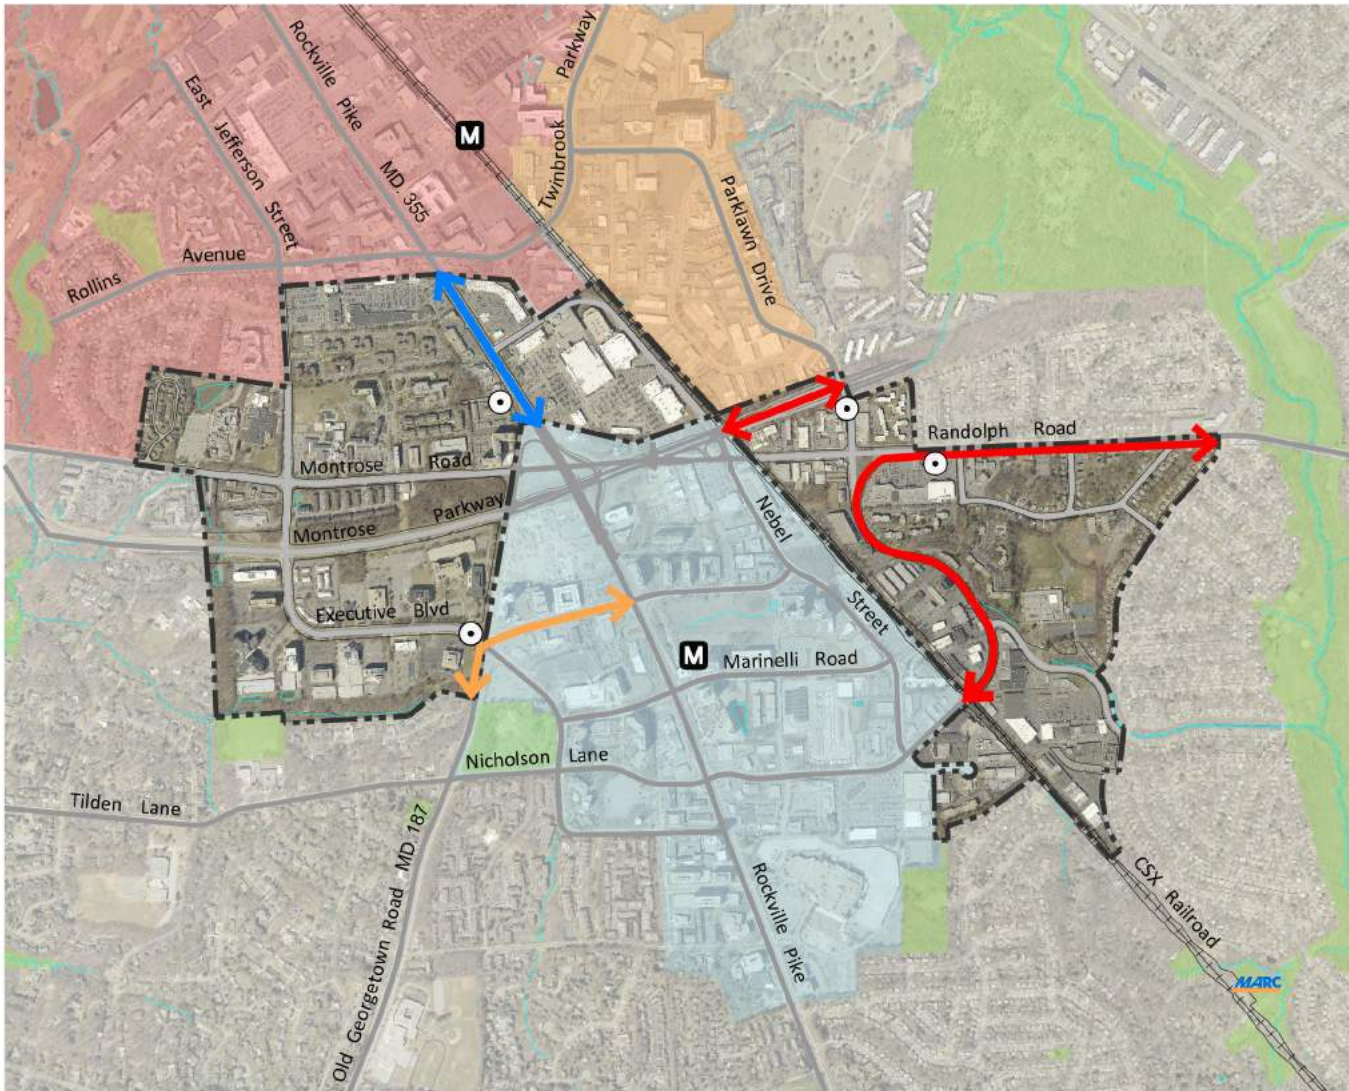 Rockville Pike MD. 355
East Jefferson Street
Parkway
Twinbrook
M
Parklawn Drive
Rollins Avenue
Randolph Road
Montrose Road
Montrose Parkway
Nebel Street
Executive Blvd
M
Marinelli Road
Nicholson Lane
Tilden Lane
Old Georgetown Road MD 187
Rockville Pike
CSX Railroad
MARC